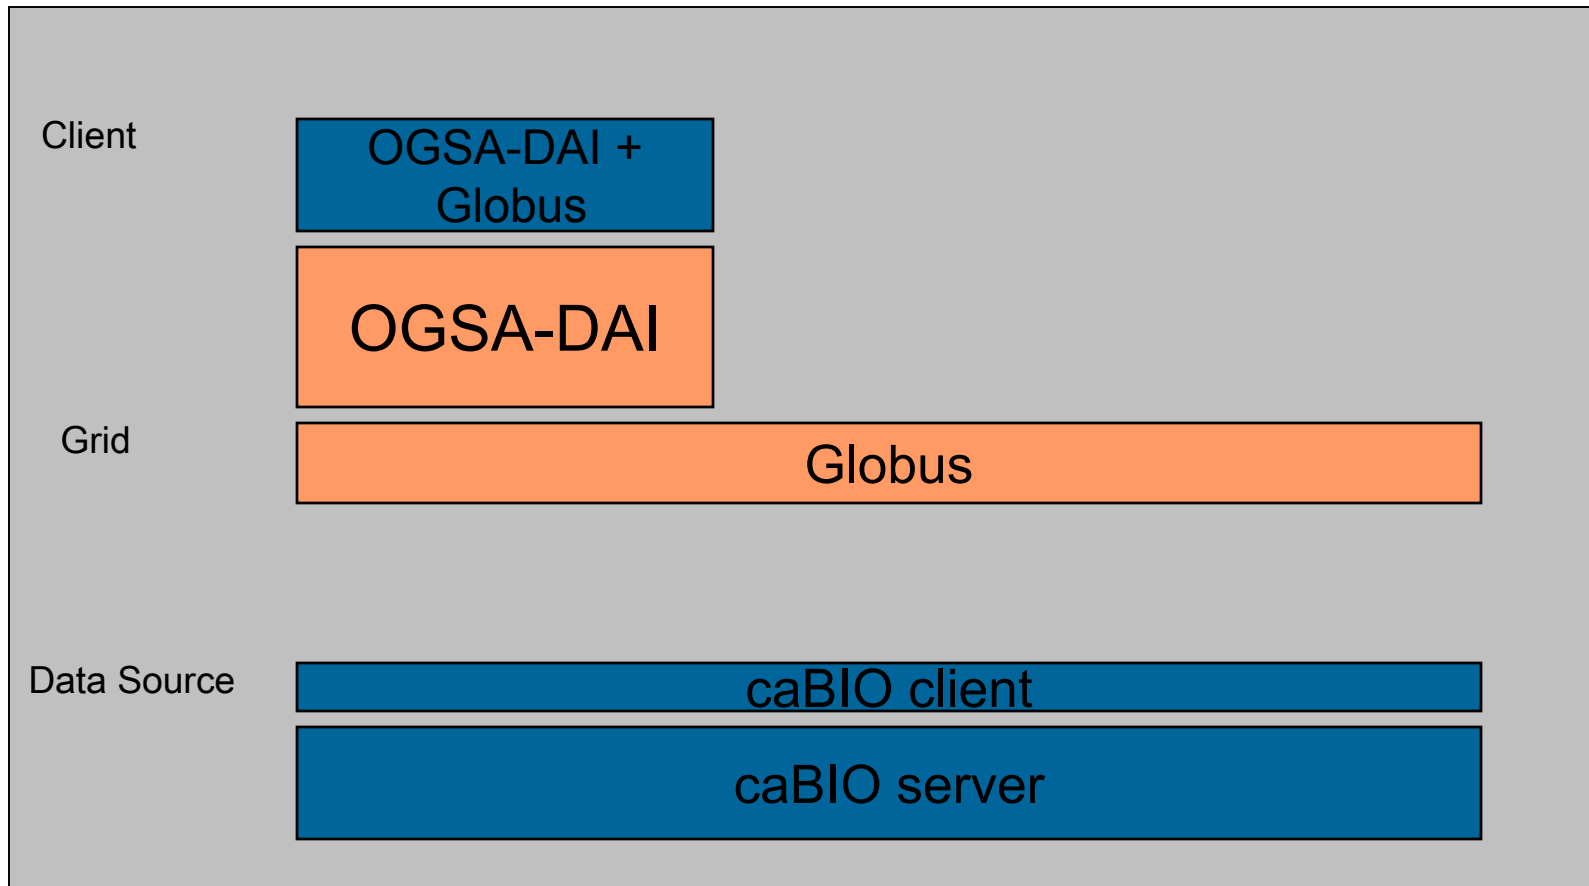 Client
OGSA-DAI +
Globus
OGSA-DAI
Grid
Globus
Data Source
caBIO client
caBIO server